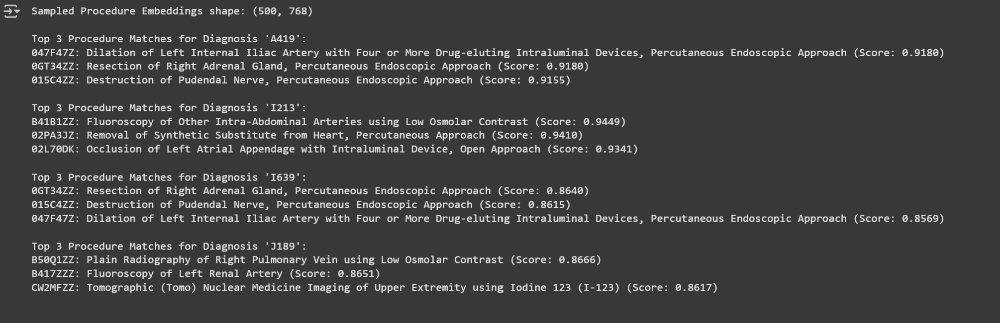 Sampled Procedure Embeddings shape: (500, 768)
Top 3 Procedure Matches for Diagnosis 'A419':
047F47Z: Dilation of Left Internal Iliac Artery with Four or More Drug-eluting Intraluminal Devices, Percutaneous Endoscopic Approach (Score: 0.9180)
0GT34ZZ: Resection of Right Adrenal Gland, Percutaneous Endoscopic Approach (Score: 0.9180)
015C4ZZ: Destruction of Pudendal Nerve, Percutaneous Endoscopic Approach (Score: 0.9155)
Top 3 Procedure Matches for Diagnosis 'I213':
B41B1ZZ: Fluoroscopy of Other Intra-Abdominal Arteries using Low Osmolar Contrast (Score: 0.9449)
02PA3JZ: Removal of Synthetic Substitute from Heart, Percutaneous Approach (Score: 0.9410)
02L70DK: Occlusion of Left Atrial Appendage with Intraluminal Device, Open Approach (Score: 0.9341)
Top 3 Procedure Matches for Diagnosis 'I639':
0GT34ZZ: Resection of Right Adrenal Gland, Percutaneous Endoscopic Approach (Score: 0.8640)
015C4ZZ: Destruction of Pudendal Nerve, Percutaneous Endoscopic Approach (Score: 0.8615)
047F47Z: Dilation of Left Internal Iliac Artery with Four or More Drug-eluting Intraluminal Devices, Percutaneous Endoscopic Approach (Score: 0.8569)
Top 3 Procedure Matches for Diagnosis 'J189':
B50Q1ZZ: Plain Radiography of Right Pulmonary Vein using Low Osmolar Contrast (Score: 0.8666)
B417ZZZ: Fluoroscopy of Left Renal Artery (Score: 0.8651)
CW2MFZZ: Tomographic (Tomo) Nuclear Medicine Imaging of Upper Extremity using Iodine 123 (I-123) (Score: 0.8617)